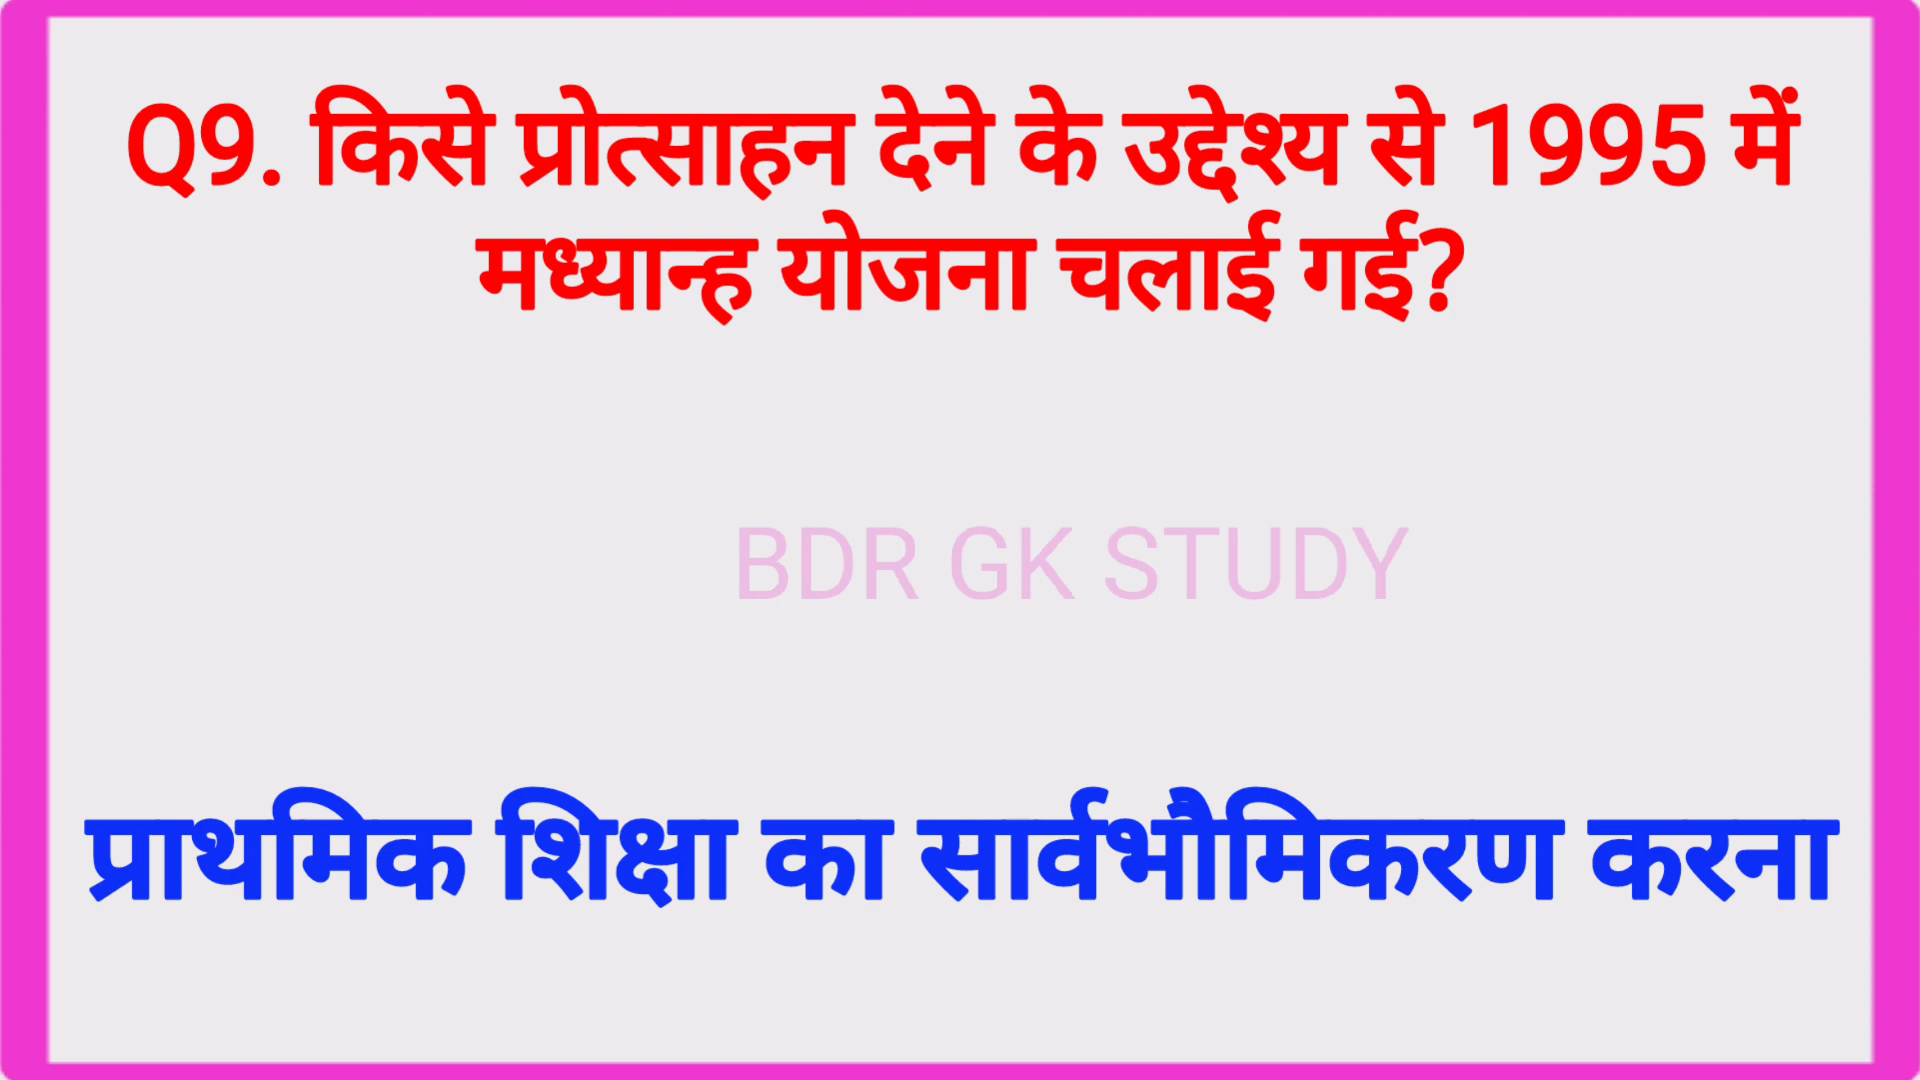 Q9. किसे प्रोत्साहन देने के उद्देश्य से 1995 में
मध्यान्ह योजना चलाई गई?
BDR GK STUDY
प्राथमिक शिक्षा का सार्वभौमिकरण करना